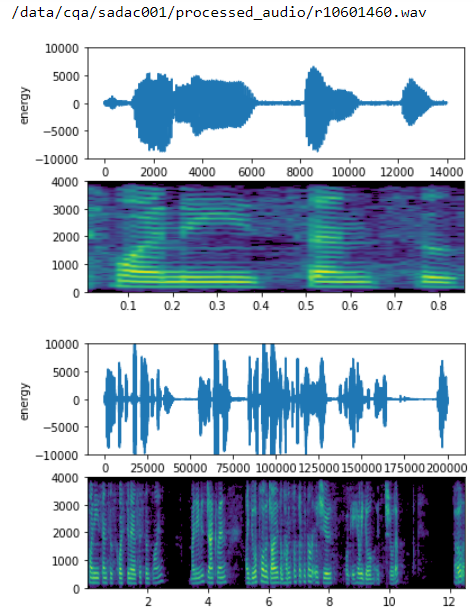 /data/cqa/sadac001/processed_audio/r10601460.wav
10000
5000
energy
0
−5000
−10000
0 2000 4000 6000 8000 10000 12000 14000
4000
3000
2000
1000
0
0.1 0.2 0.3 0.4 0.5 0.6 0.7 0.8
10000
5000
energy
0
−5000
−10000
0 25000 50000 75000 100000 125000 150000 175000 200000
4000
3000
2000
1000
0
2 4 6 8 10 12